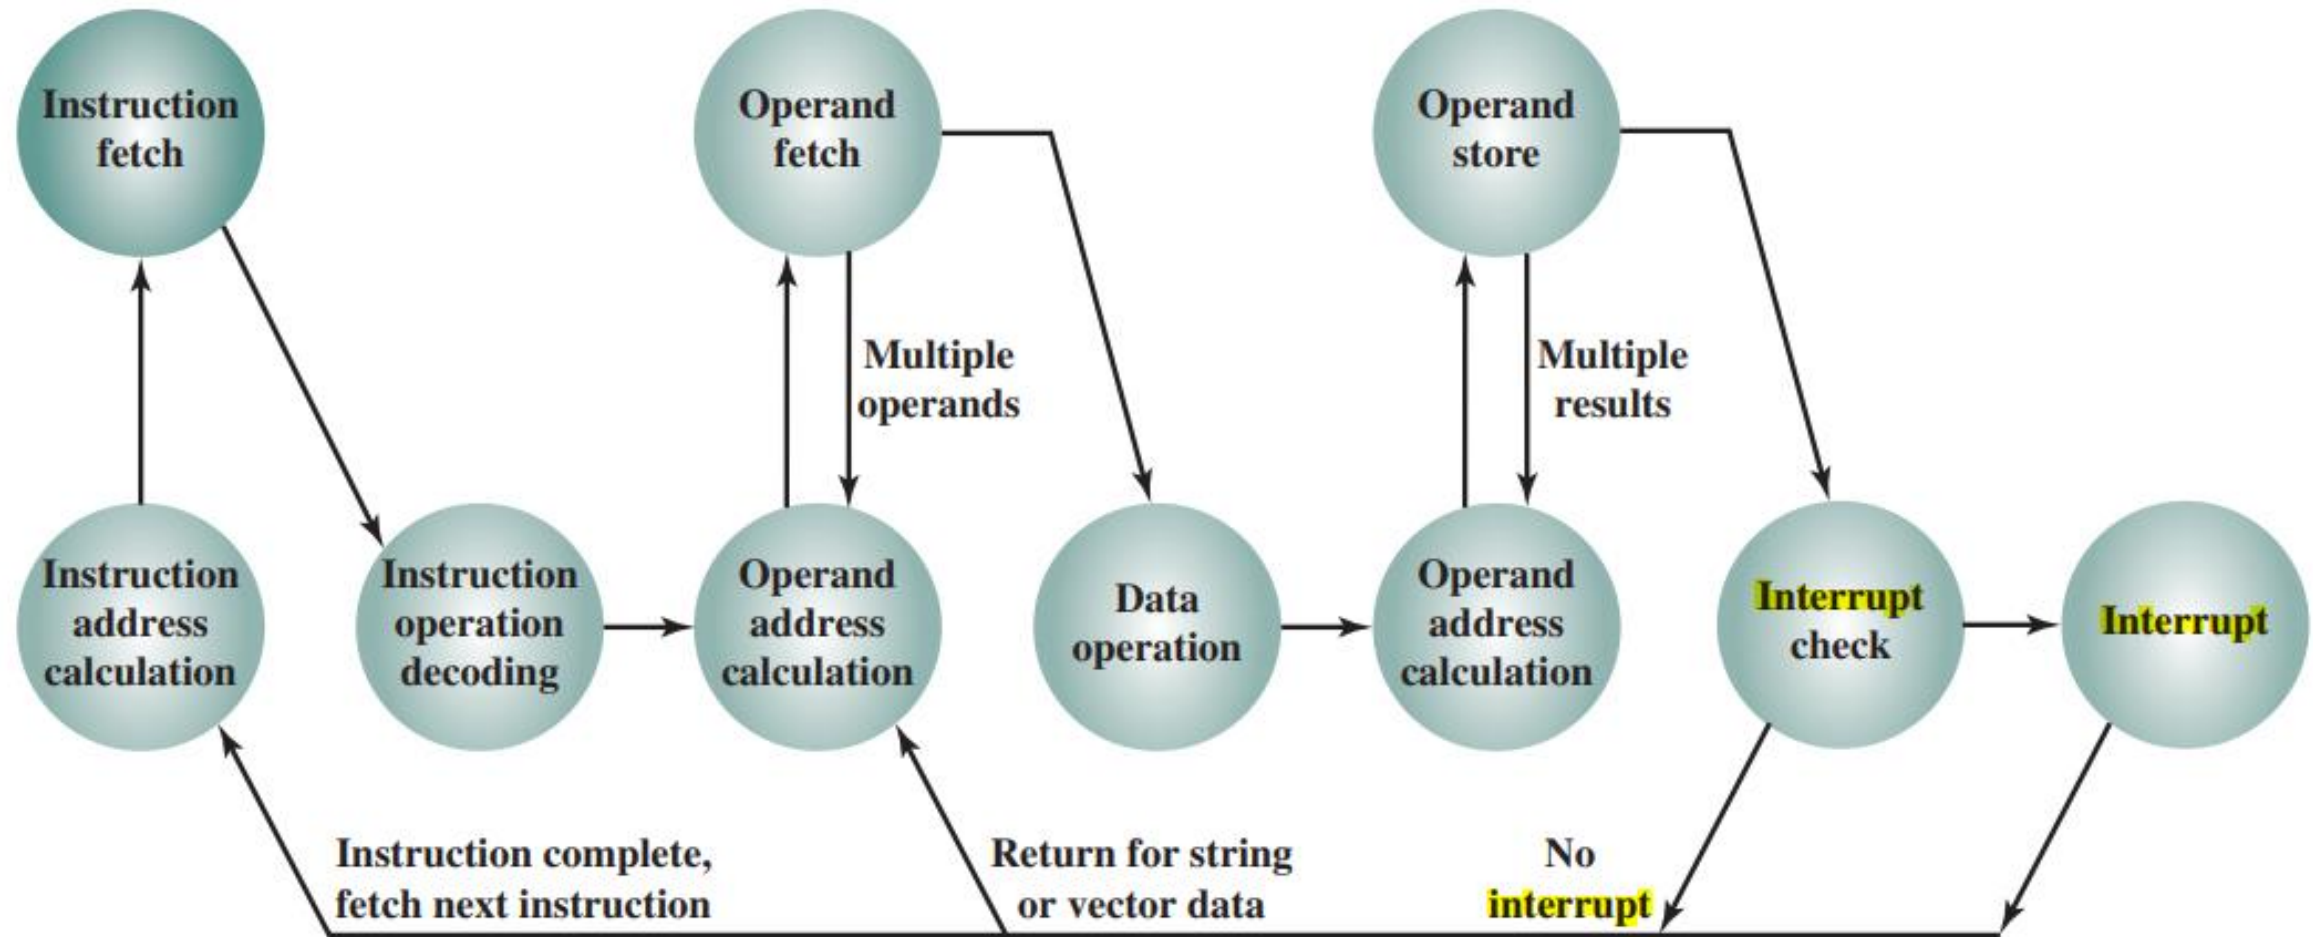 Instruction
fetch
Operand
fetch
Operand
store
Multiple
operands
Multiple
results
Instruction
address
calculation
Instruction
operation
decoding
Operand
address
calculation
Data
operation
Operand
address
calculation
Interrupt
check
Interrupt
Instruction complete,
fetch next instruction
Return for string
or vector data
No
interrupt